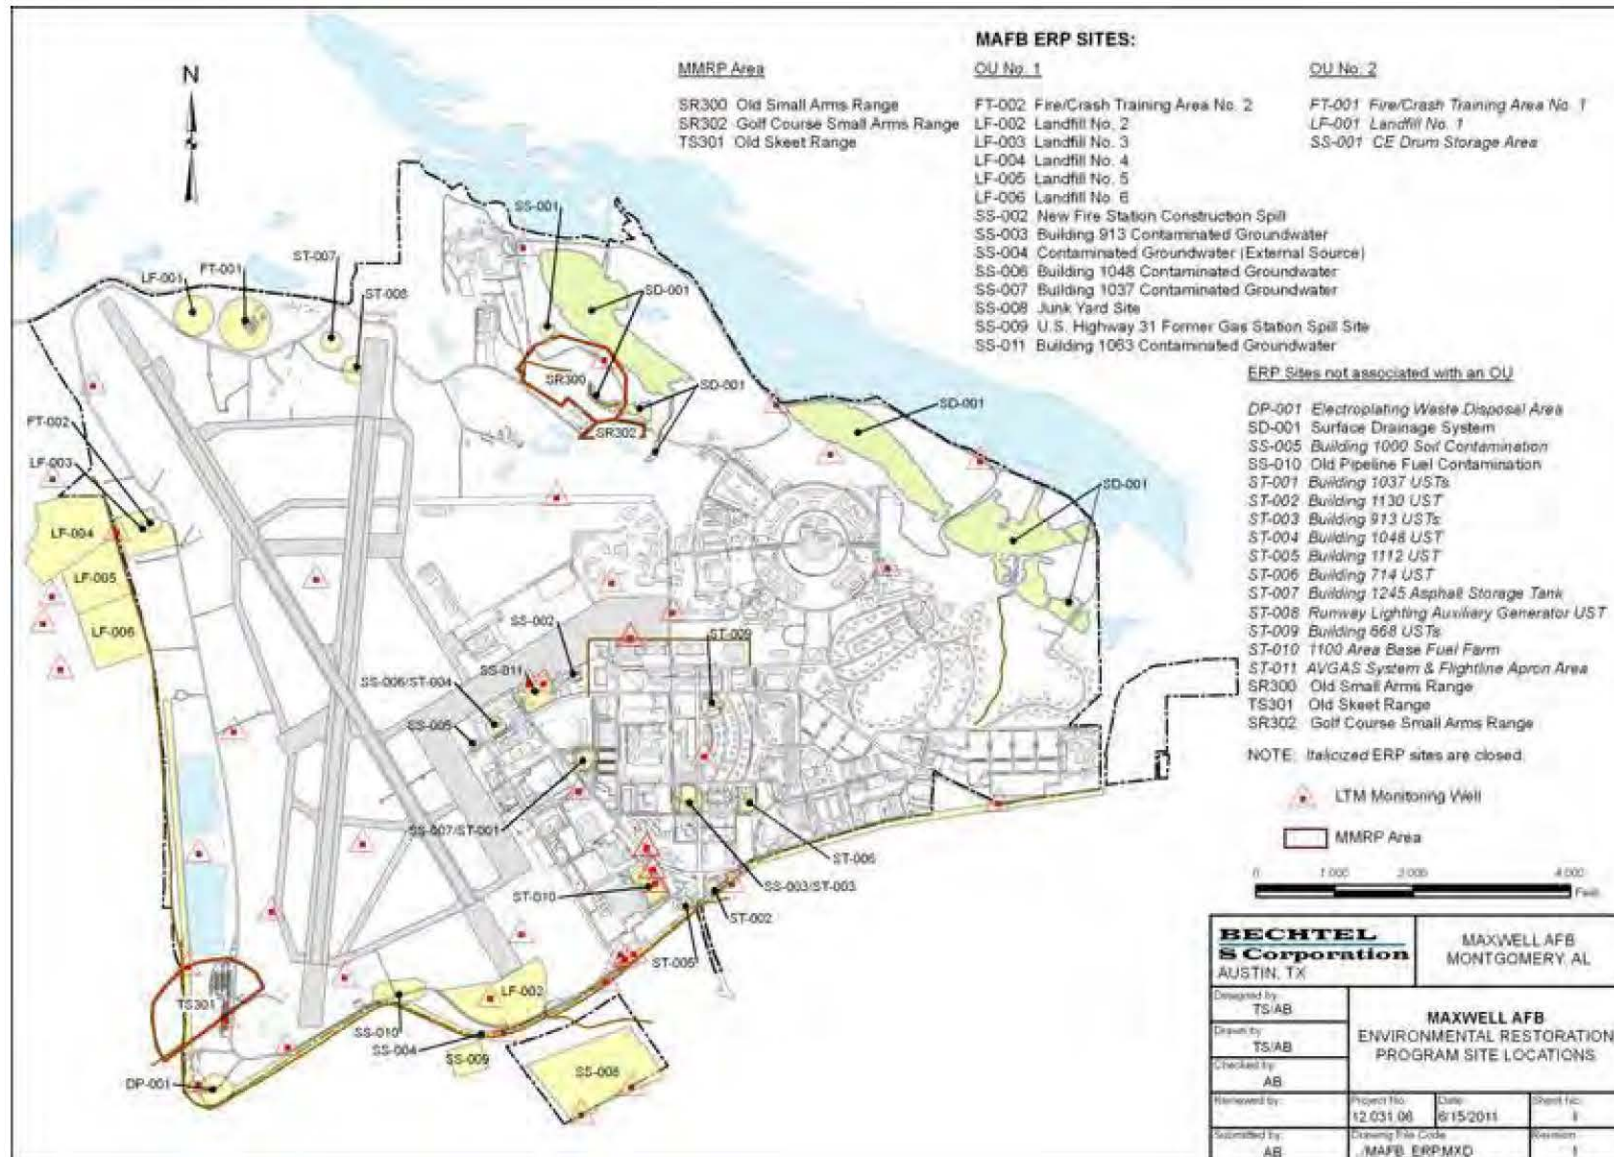 MAFB ERP SITES:
MMRP Area
SR300 Old Small Arms Range
SR302 Golf Course Small Arms Range
TS301 Old Skeet Range
OU No. 1
FT-002 Fire/Crash Training Area No. 2
LF-002 Landfill No. 2
LF-003 Landfill No. 3
LF-004 Landfill No. 4
LF-005 Landfill No. 5
LF-006 Landfill No. 6
SS-002 New Fire Station Construction Spill
SS-003 Building 913 Contaminated Groundwater
SS-004 Contaminated Groundwater (External Source)
SS-006 Building 1048 Contaminated Groundwater
SS-007 Building 1037 Contaminated Groundwater
SS-008 Junk Yard Site
SS-009 U.S. Highway 31 Former Gas Station Spill Site
SS-011 Building 1063 Contaminated Groundwater
OU No. 2
FT-001 Fire/Crash Training Area No. 1
LF-001 Landfill No. 1
SS-001 CE Drum Storage Area
ERP Sites not associated with an OU
DP-001 Electroplating Waste Disposal Area
SD-001 Surface Drainage System
SS-005 Building 1000 Soil Contamination
SS-010 Old Pipeline Fuel Contamination
ST-001 Building 1037 USTs
ST-002 Building 1130 UST
ST-003 Building 913 USTs
ST-004 Building 1048 UST
ST-005 Building 1112 UST
ST-006 Building 714 UST
ST-007 Building 1245 Asphalt Storage Tank
ST-008 Runway Lighting Auxiliary Generator UST
ST-009 Building 668 USTs
ST-010 1100 Area Base Fuel Farm
ST-011 AVGAS System & Flightline Apron Area
SR300 Old Small Arms Range
TS301 Old Skeet Range
SR302 Golf Course Small Arms Range
NOTE: Italicized ERP sites are closed.
LTM Monitoring Well
MMRP Area
0 1,000 2,000 4,000
Feet
N
SS-001
ST-007
FT-001
LF-001
ST-008
SD-001
SR300
SD-001
SR302
SD-001
SD-001
FT-002
LF-003
LF-004
LF-005
LF-006
SS-002
ST-009
SS-011
SS-006/ST-004
SS-005
SS-007/ST-001
ST-006
SS-003/ST-003
ST-010
ST-002
ST-005
LF-002
TS301
SS-010
SS-004
SS-009
SS-008
DP-001
BECHTEL
S Corporation
AUSTIN, TX
MAXWELL AFB
MONTGOMERY, AL
Designed by:
TS/AB
Drawn by:
TS/AB
Checked by:
AB
Reviewed by:
Submitted by:
AB
MAXWELL AFB
ENVIRONMENTAL RESTORATION
PROGRAM SITE LOCATIONS
Project No.
12.031.06
Date:
6/15/2011
Sheet No.
1
Drawing File Code
./MAFB_ERP.MXD
Revision:
1